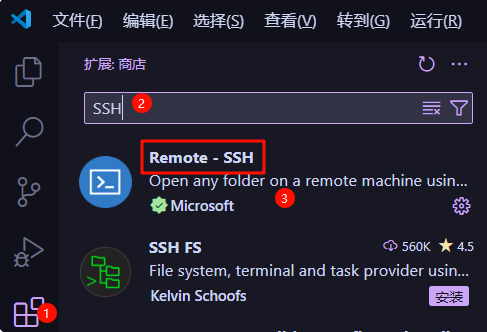 文件(F) 编辑(E) 选择(S) 查看(V) 转到(G) 运行(R)
扩展: 商店
SSH 2
Remote - SSH
Open any folder on a remote machine usin...
Microsoft 3
SSH FS 560K 4.5
File system, terminal and task provider usin...
Kelvin Schoofs 安装
1